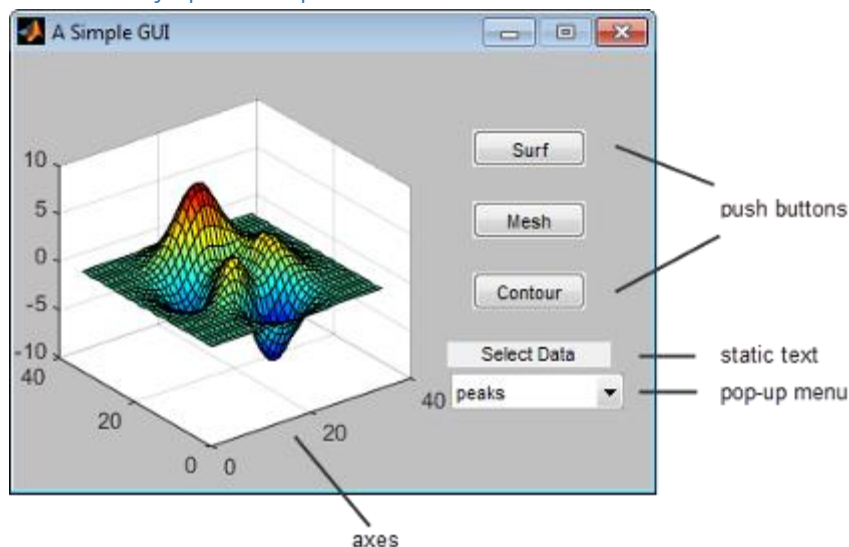 A Simple GUI
Surf
push buttons
Mesh
Contour
Select Data
static text
peaks
pop-up menu
10
5
0
-5
-10
40
20
0
0
20
40
axes